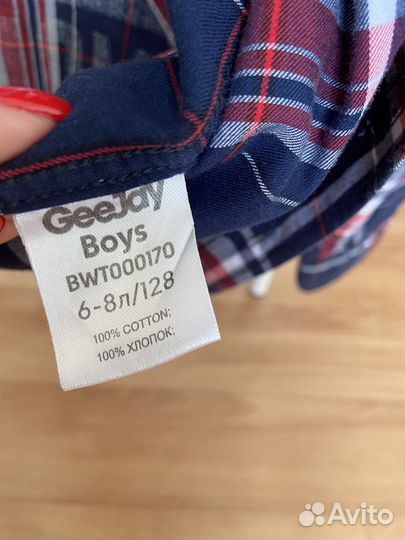 GeeJay
Boys
BWT000170
6-8л/128
100% COTTON;
100% ХЛОПОК;
Avito